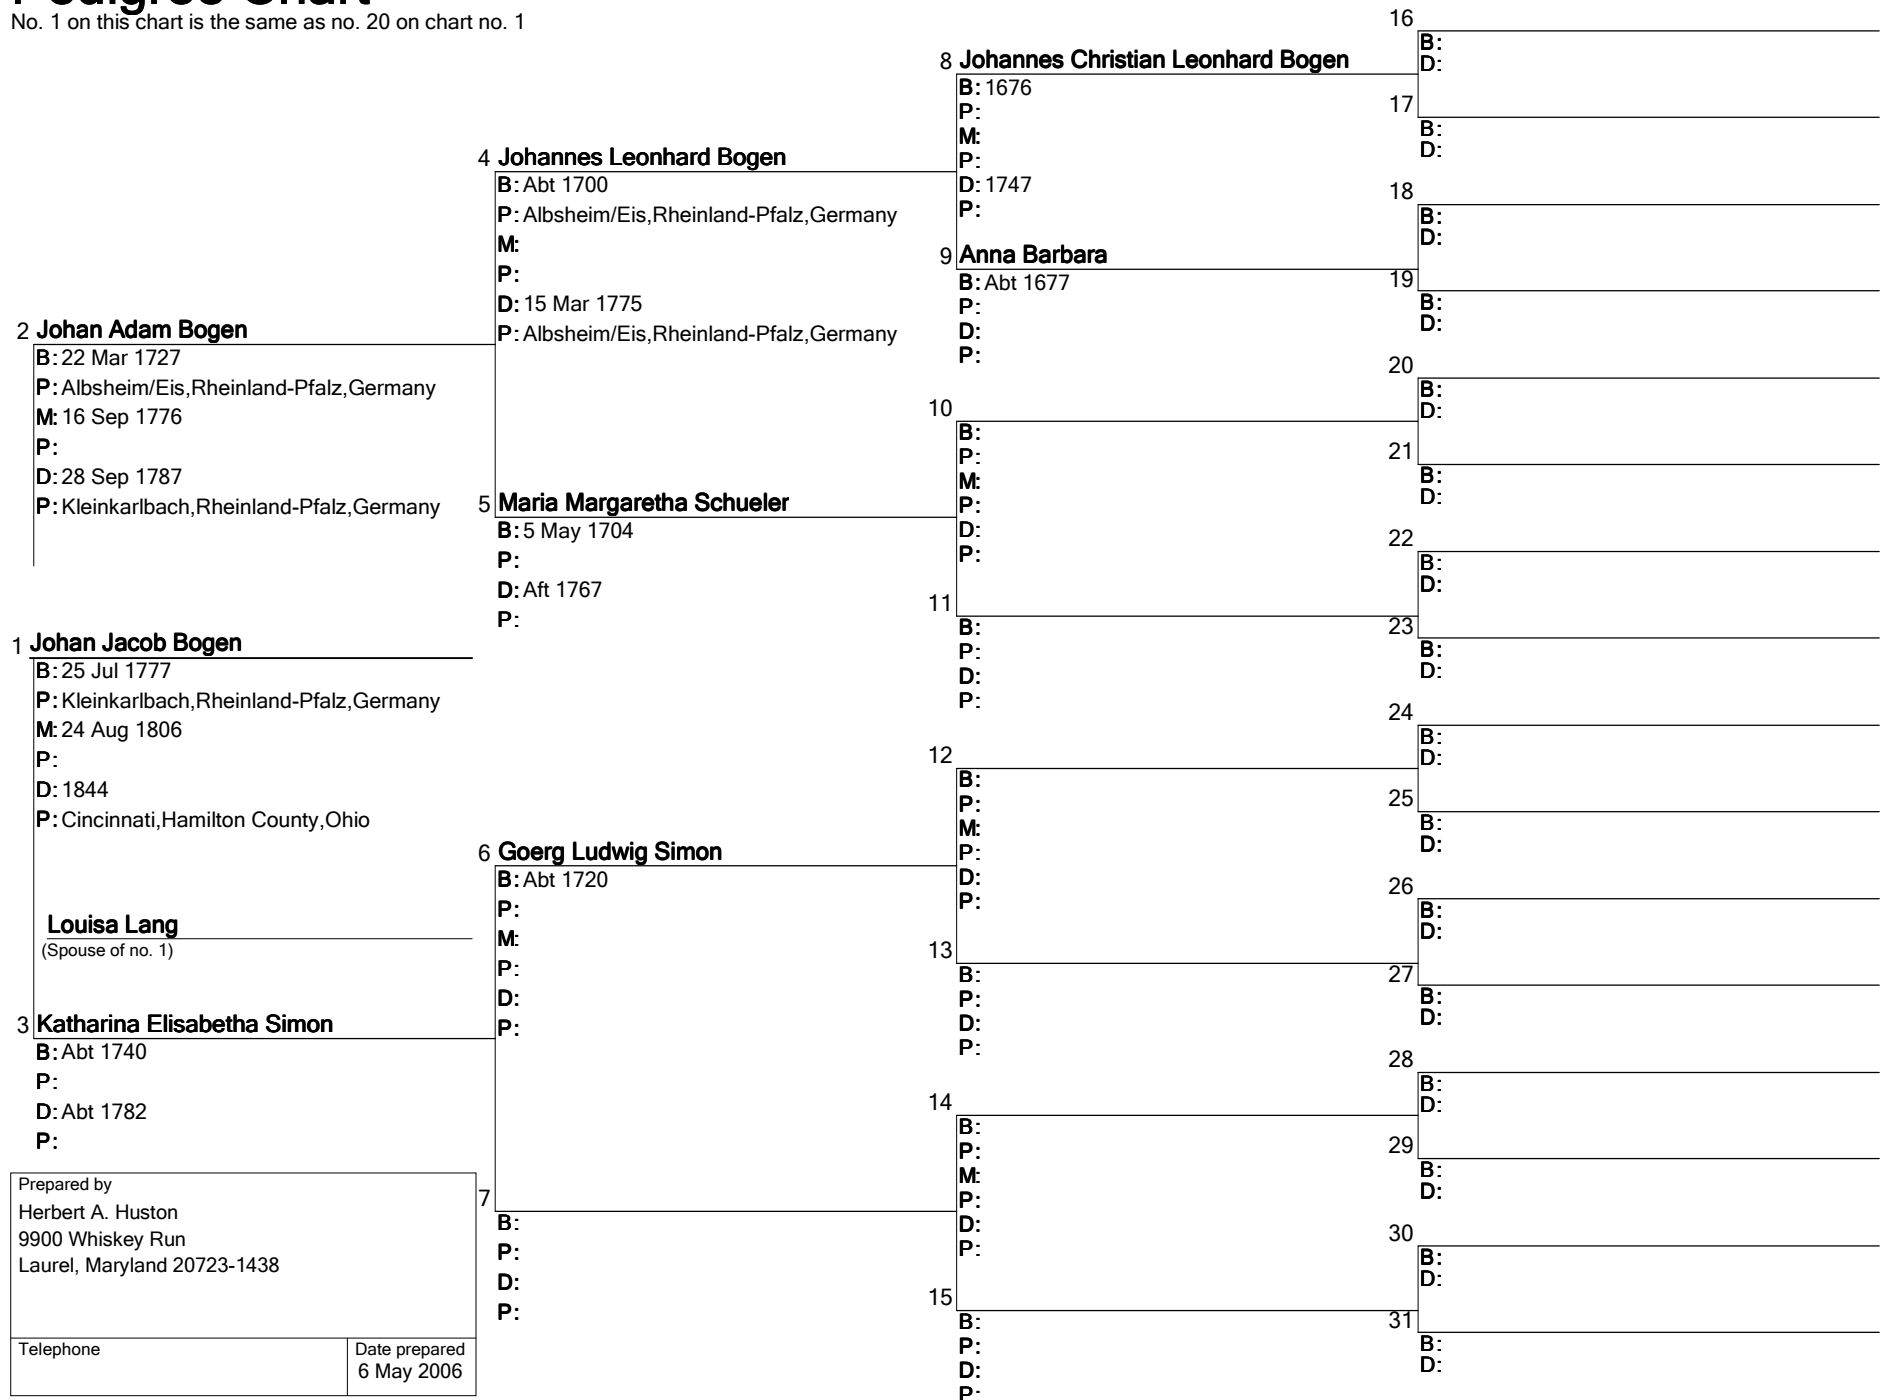 Pedigree Chart
No. 1 on this chart is the same as no. 20 on chart no. 1
2 Johan Adam Bogen
B: 22 Mar 1727
P: Albsheim/Eis,Rheinland-Pfalz,Germany
M: 16 Sep 1776
P:
D: 28 Sep 1787
P: Kleinkarlbach,Rheinland-Pfalz,Germany
1 Johan Jacob Bogen
B: 25 Jul 1777
P: Kleinkarlbach,Rheinland-Pfalz,Germany
M: 24 Aug 1806
P:
D: 1844
P: Cincinnati,Hamilton County,Ohio
Louisa Lang
(Spouse of no. 1)
3 Katharina Elisabetha Simon
B: Abt 1740
P:
D: Abt 1782
P:
Prepared by
Herbert A. Huston
9900 Whiskey Run
Laurel, Maryland 20723-1438
Telephone
Date prepared
6 May 2006
4 Johannes Leonhard Bogen
B: Abt 1700
P: Albsheim/Eis,Rheinland-Pfalz,Germany
M:
P:
D: 15 Mar 1775
P: Albsheim/Eis,Rheinland-Pfalz,Germany
5 Maria Margaretha Schueler
B: 5 May 1704
P:
D: Aft 1767
P:
6 Goerg Ludwig Simon
B: Abt 1720
P:
M:
P:
D:
P:
7
B:
P:
D:
P:
8 Johannes Christian Leonhard Bogen
B: 1676
P:
M:
P:
D: 1747
P:
9 Anna Barbara
B: Abt 1677
P:
D:
P:
10
B:
P:
M:
P:
D:
P:
11
B:
P:
D:
P:
12
B:
P:
M:
P:
D:
P:
13
B:
P:
D:
P:
14
B:
P:
M:
P:
D:
P:
15
B:
P:
D:
P:
16
B:
D:
17
B:
D:
18
B:
D:
19
B:
D:
20
B:
D:
21
B:
D:
22
B:
D:
23
B:
D:
24
B:
D:
25
B:
D:
26
B:
D:
27
B:
D:
28
B:
D:
29
B:
D:
30
B:
D:
31
B:
D: